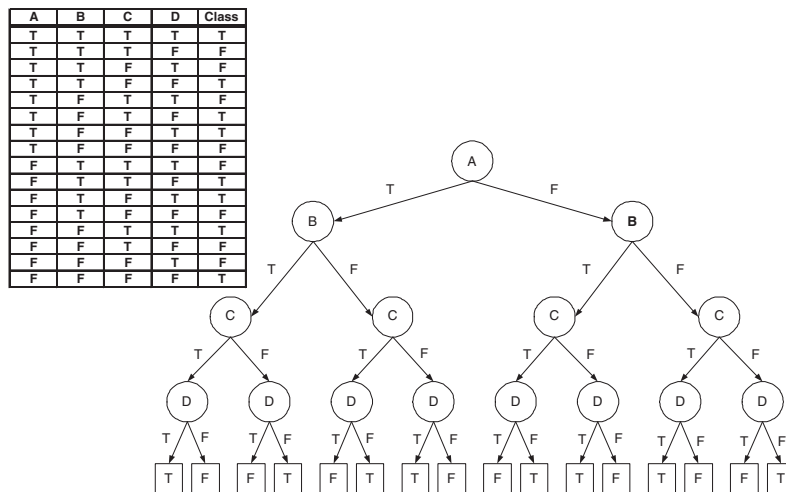 A B C D Class
T T T T T
T T T F F
T T F T F
T T F F T
T F T T F
T F T F T
T F F T T
T F F F F
F T T T F
F T T F T
F T F T T
F T F F F
F F T T T
F F T F F
F F F T F
F F F F T
A
T F
B B
T F T F
C C C C
T F T F T F T F
D D D D D D D D
T F T F T F T F T F T F T F T F
T F F T F T T F F T T F T F F T